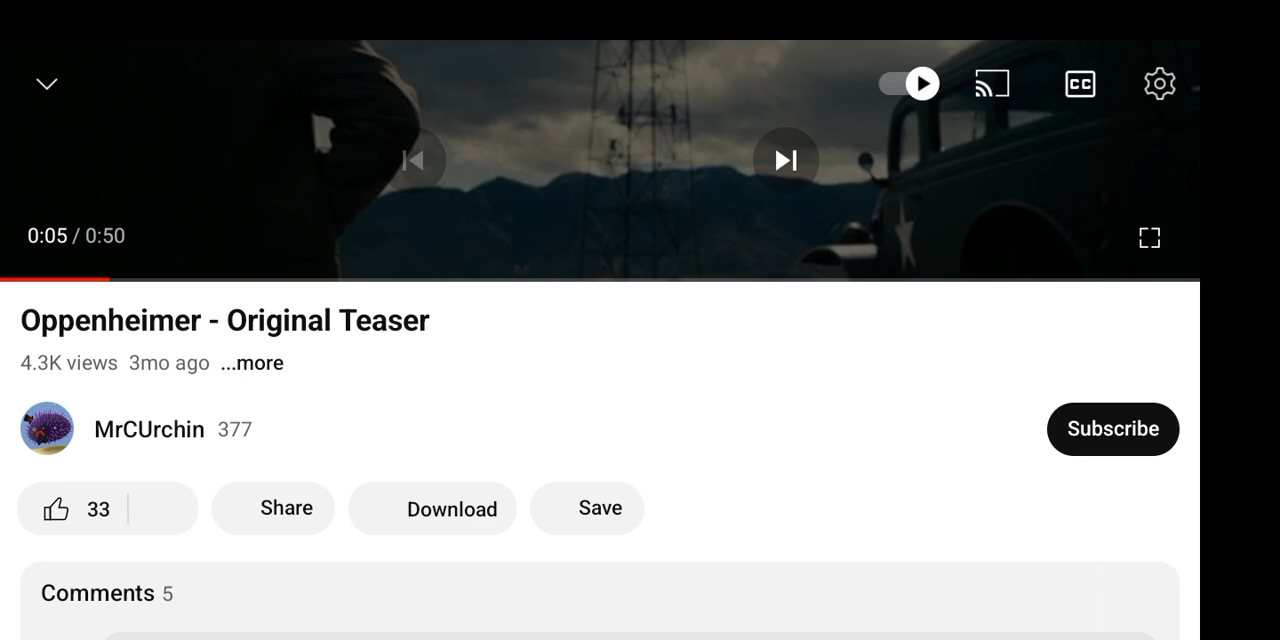 CC
0:05 / 0:50
Oppenheimer - Original Teaser
4.3K views 3mo ago ...more
MrCUrchin 377 Subscribe
33 Share Download Save
Comments 5